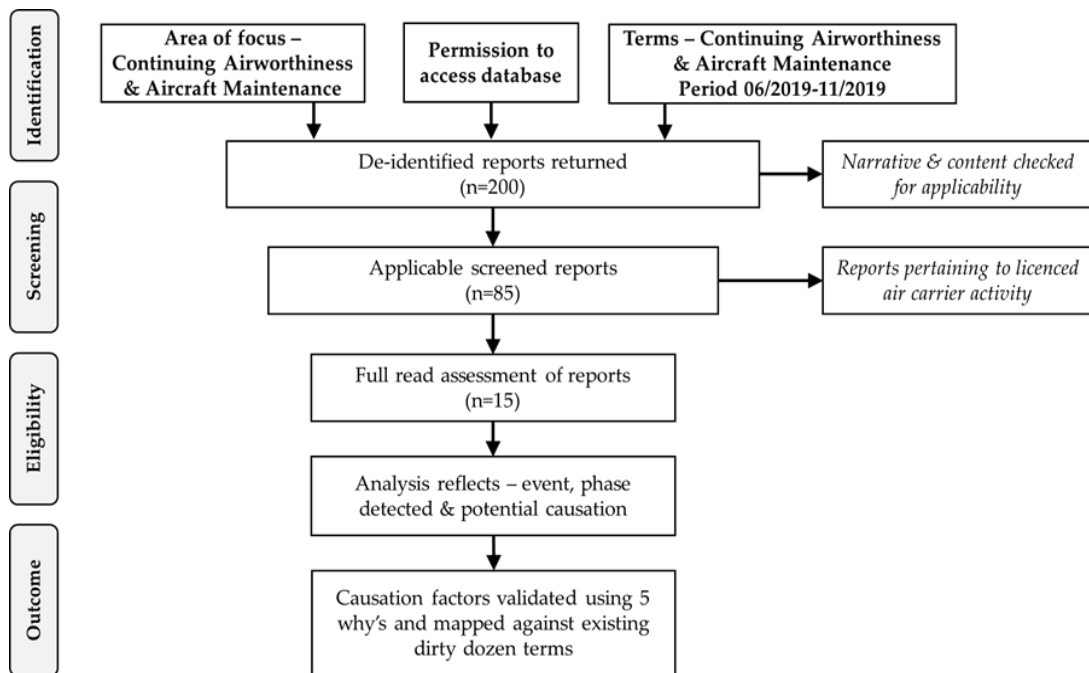 Identification
Area of focus –
Continuing Airworthiness
& Aircraft Maintenance
Permission to
access database
Terms – Continuing Airworthiness
& Aircraft Maintenance
Period 06/2019-11/2019
De-identified reports returned
(n=200)
Narrative & content checked
for applicability
Screening
Applicable screened reports
(n=85)
Reports pertaining to licenced
air carrier activity
Eligibility
Full read assessment of reports
(n=15)
Analysis reflects – event, phase
detected & potential causation
Outcome
Causation factors validated using 5
why's and mapped against existing
dirty dozen terms